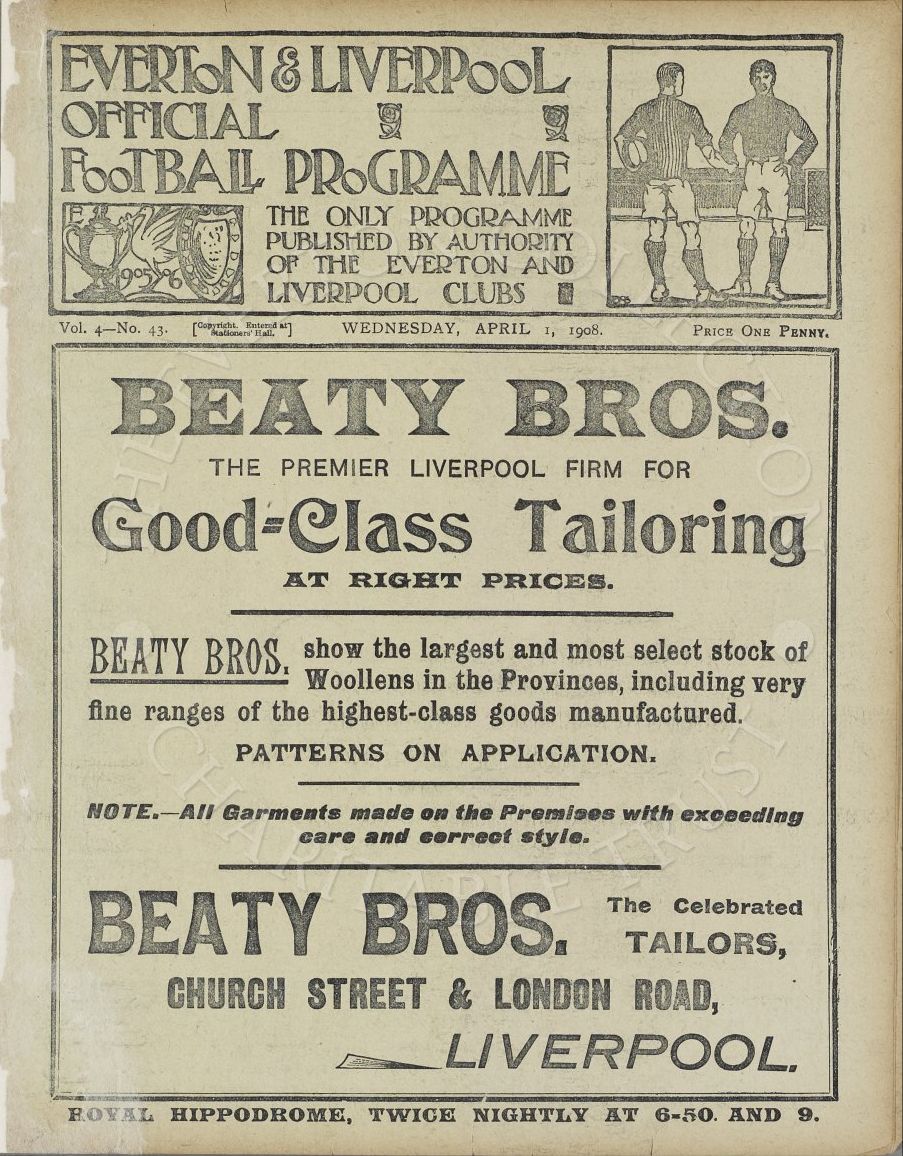 EVERTON & LIVERPOOL
OFFICIAL
FOOTBALL PROGRAMME
THE ONLY PROGRAMME
PUBLISHED BY AUTHORITY
OF THE EVERTON AND
LIVERPOOL CLUBS
1905 06
Vol. 4—No. 43.
[Copyright. Entered at
Stationers' Hall.]
WEDNESDAY, APRIL 1, 1908.
PRICE ONE PENNY.
BEATY BROS.
THE PREMIER LIVERPOOL FIRM FOR
Good-Class Tailoring
AT RIGHT PRICES.
BEATY BROS. show the largest and most select stock of
Woollens in the Provinces, including very
fine ranges of the highest-class goods manufactured.
PATTERNS ON APPLICATION.
NOTE.—All Garments made on the Premises with exceeding
care and correct style.
BEATY BROS.
The Celebrated
TAILORS,
CHURCH STREET & LONDON ROAD,
LIVERPOOL.
ROYAL HIPPODROME, TWICE NIGHTLY AT 6-50. AND 9.
CHARITABLE TRUST